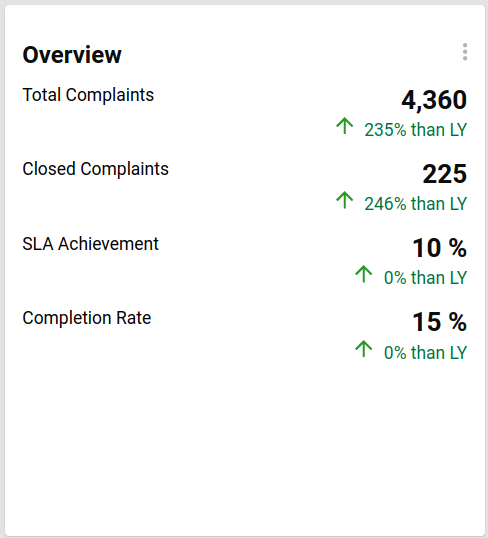 Overview
Total Complaints
4,360
235% than LY
Closed Complaints
225
246% than LY
SLA Achievement
10 %
0% than LY
Completion Rate
15 %
0% than LY